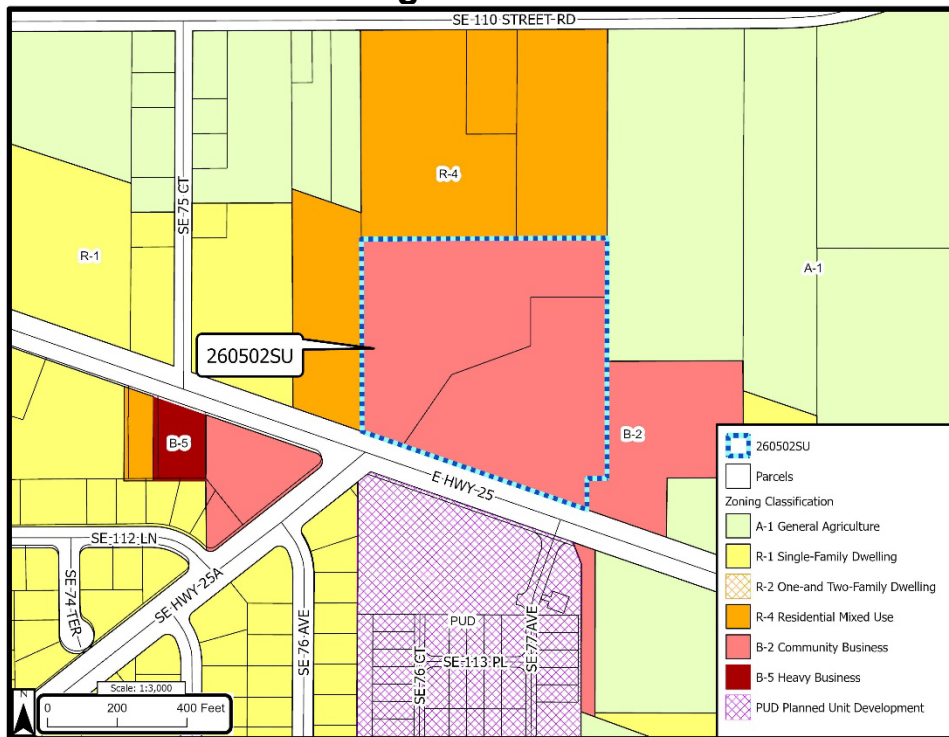 SE 110 STREET RD
SE 75 CT
R-4
R-1
A-1
260502SU
B-2
B-5
E HWY-25
SE 112 LN
SE 74 TER
SE HWY 25A
SE 76 AVE
PUD
SE 76 CT
SE 113 PL
SE 77 AVE
260502SU
Parcels
Zoning Classification
A-1 General Agriculture
R-1 Single-Family Dwelling
R-2 One-and Two-Family Dwelling
R-4 Residential Mixed Use
B-2 Community Business
B-5 Heavy Business
PUD Planned Unit Development
N
Scale: 1:3,000
0 200 400 Feet